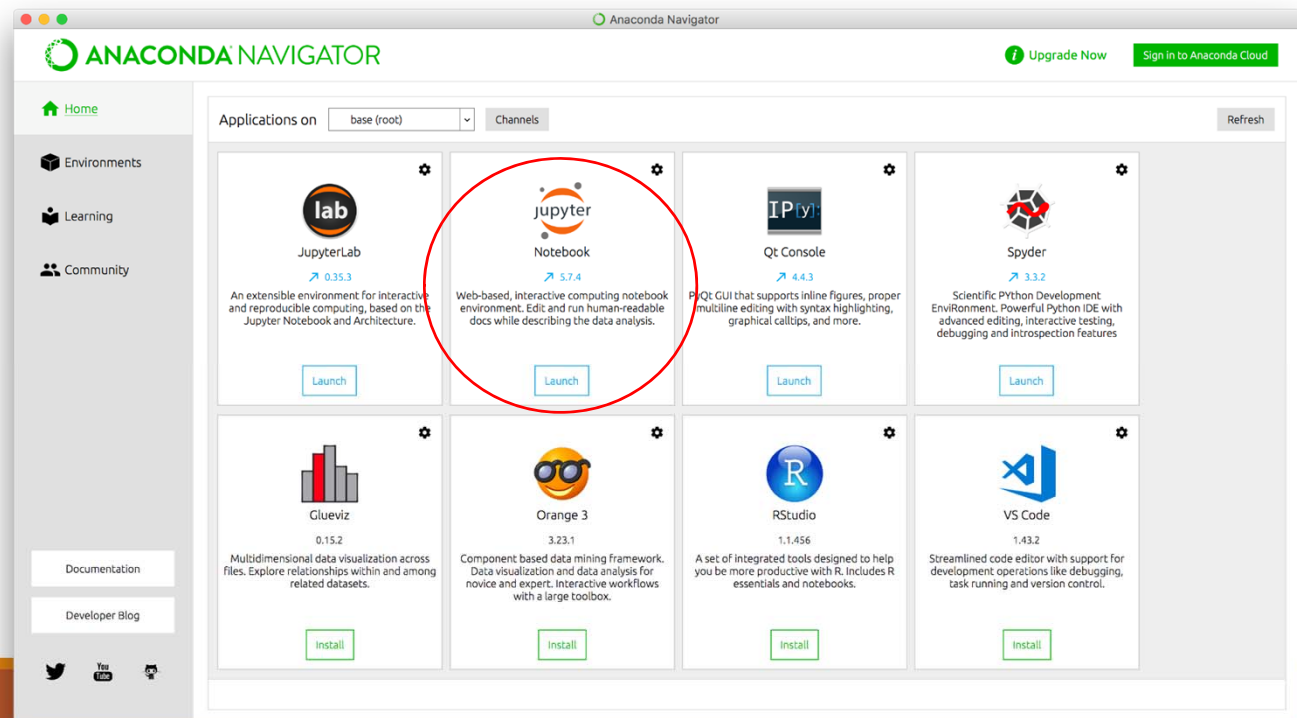 Anaconda Navigator
ANACONDA NAVIGATOR
Upgrade Now
Sign in to Anaconda Cloud
Home
Environments
Learning
Community
Documentation
Developer Blog
You
Tube
Applications on
base (root)
Channels
Refresh
lab
JupyterLab
0.35.3
An extensible environment for interactive
and reproducible computing, based on the
Jupyter Notebook and Architecture.
Launch
jupyter
Notebook
5.7.4
Web-based, interactive computing notebook
environment. Edit and run human-readable
docs while describing the data analysis.
Launch
IP[y]:
Qt Console
4.4.3
PyQt GUI that supports inline figures, proper
multiline editing with syntax highlighting,
graphical calltips, and more.
Launch
Spyder
3.3.2
Scientific PYthon Development
EnviRonment. Powerful Python IDE with
advanced editing, interactive testing,
debugging and introspection features
Launch
Glueviz
0.15.2
Multidimensional data visualization across
files. Explore relationships within and among
related datasets.
Install
Orange 3
3.23.1
Component based data mining framework.
Data visualization and data analysis for
novice and expert. Interactive workflows
with a large toolbox.
Install
R
RStudio
1.1.456
A set of integrated tools designed to help
you be more productive with R. Includes R
essentials and notebooks.
Install
VS Code
1.43.2
Streamlined code editor with support for
development operations like debugging,
task running and version control.
Install